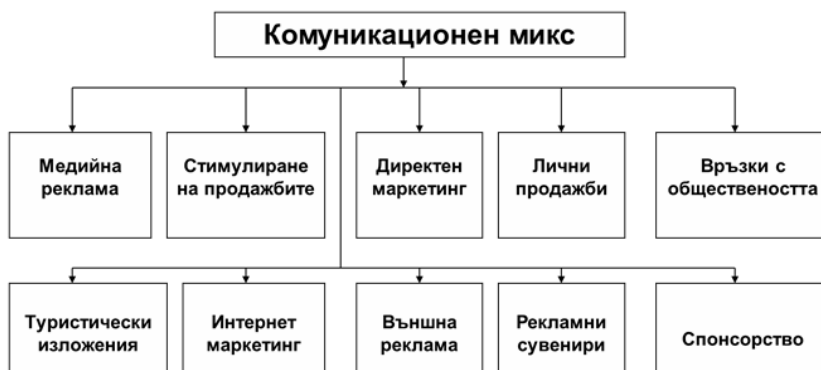 Комуникационен микс
Медийна
реклама
Стимулиране
на продажбите
Директен
маркетинг
Лични
продажби
Връзки с
обществеността
Туристически
изложения
Интернет
маркетинг
Външна
реклама
Рекламни
сувенири
Спонсорство